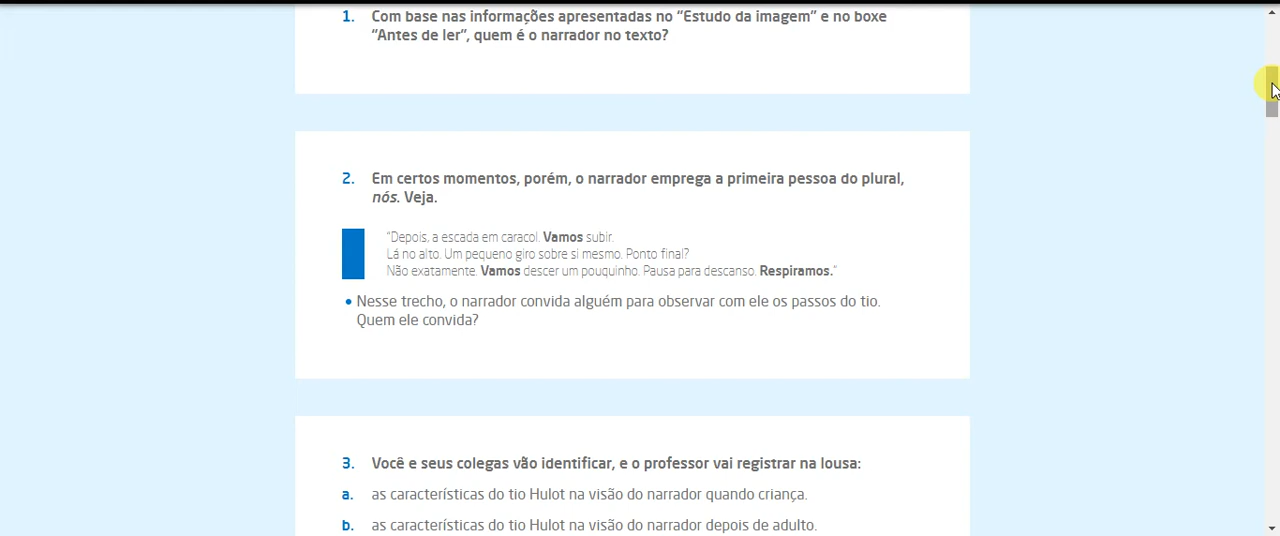 1. Com base nas informações apresentadas no “Estudo da imagem” e no boxe
“Antes de ler”, quem é o narrador no texto?
2. Em certos momentos, porém, o narrador emprega a primeira pessoa do plural,
nós. Veja.
“Depois, a escada em caracol. Vamos subir.
Lá no alto. Um pequeno giro sobre si mesmo. Ponto final?
Não exatamente. Vamos descer um pouquinho. Pausa para descanso. Respiramos.”
• Nesse trecho, o narrador convida alguém para observar com ele os passos do tio.
Quem ele convida?
3. Você e seus colegas vão identificar, e o professor vai registrar na lousa:
a. as características do tio Hulot na visão do narrador quando criança.
b. as características do tio Hulot na visão do narrador depois de adulto.